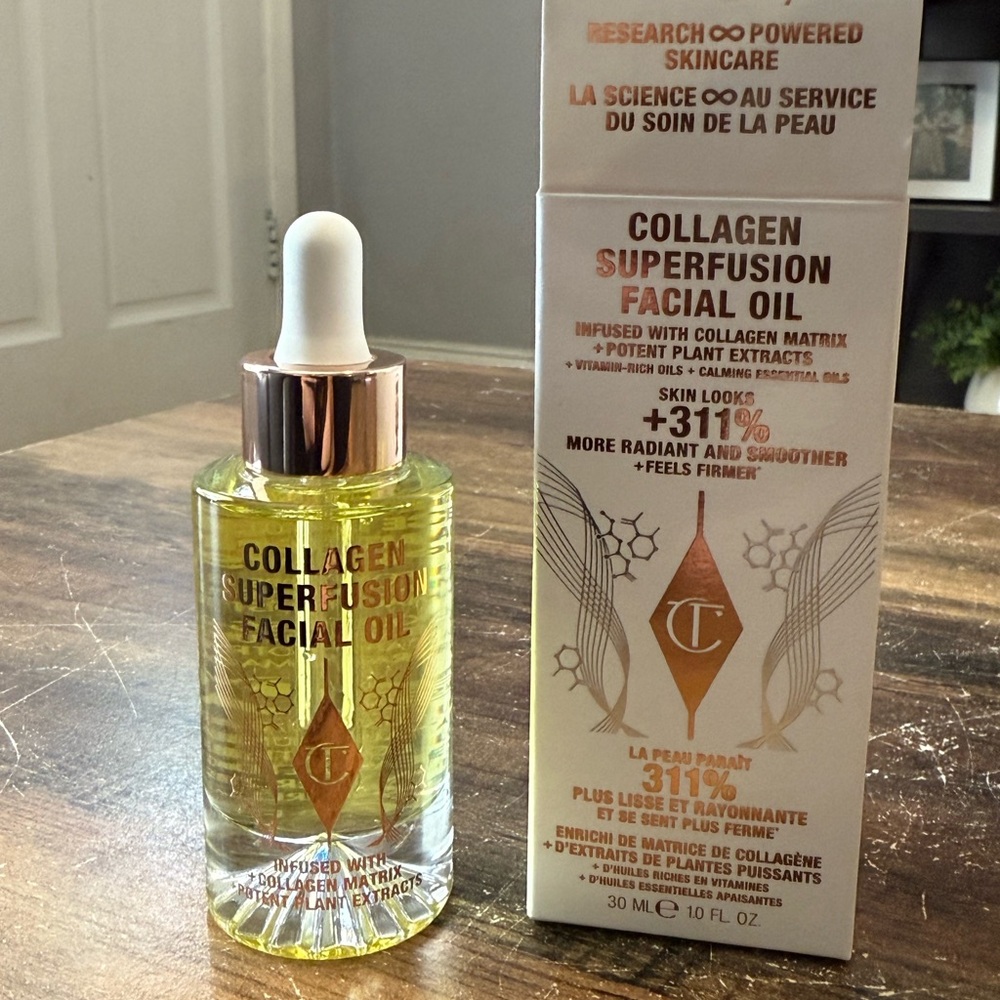 RESEARCH ∞ POWERED
SKINCARE
LA SCIENCE ∞ AU SERVICE
DU SOIN DE LA PEAU
COLLAGEN
SUPERFUSION
FACIAL OIL
INFUSED WITH COLLAGEN MATRIX
+ POTENT PLANT EXTRACTS
+ VITAMIN-RICH OILS + CALMING ESSENTIAL OILS
SKIN LOOKS
+311%
MORE RADIANT AND SMOOTHER
+ FEELS FIRMER*
CT
LA PEAU PARAÎT
311%
PLUS LISSE ET RAYONNANTE
ET SE SENT PLUS FERME*
ENRICHI DE MATRICE DE COLLAGÈNE
+ D'EXTRAITS DE PLANTES PUISSANTS
+ D'HUILES RICHES EN VITAMINES
+ D'HUILES ESSENTIELLES APAISANTES
30 ML ℮ 1.0 FL. OZ.
COLLAGEN
SUPERFUSION
FACIAL OIL
CT
INFUSED WITH
+ COLLAGEN MATRIX
+ POTENT PLANT EXTRACTS